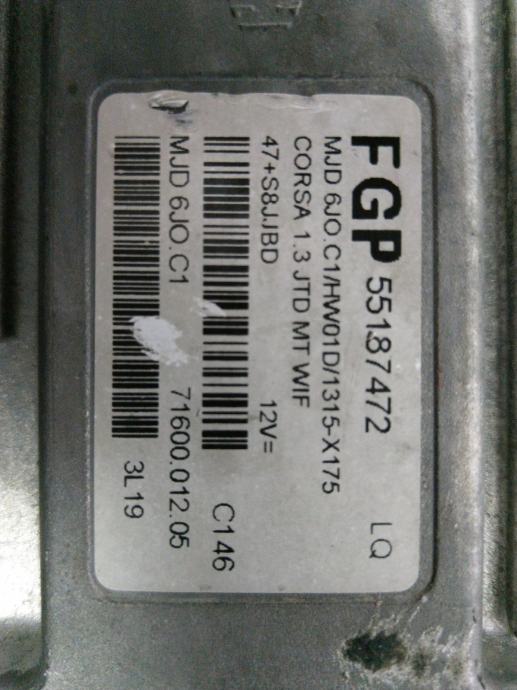 FGP 55187472 LQ
MJD 6JO.C1/HW01D/1315-X175
CORSA 1.3 JTD MT WIF
47+S8JJBD 12V=
C146
MJD 6JO.C1 71600.012.05
3L19